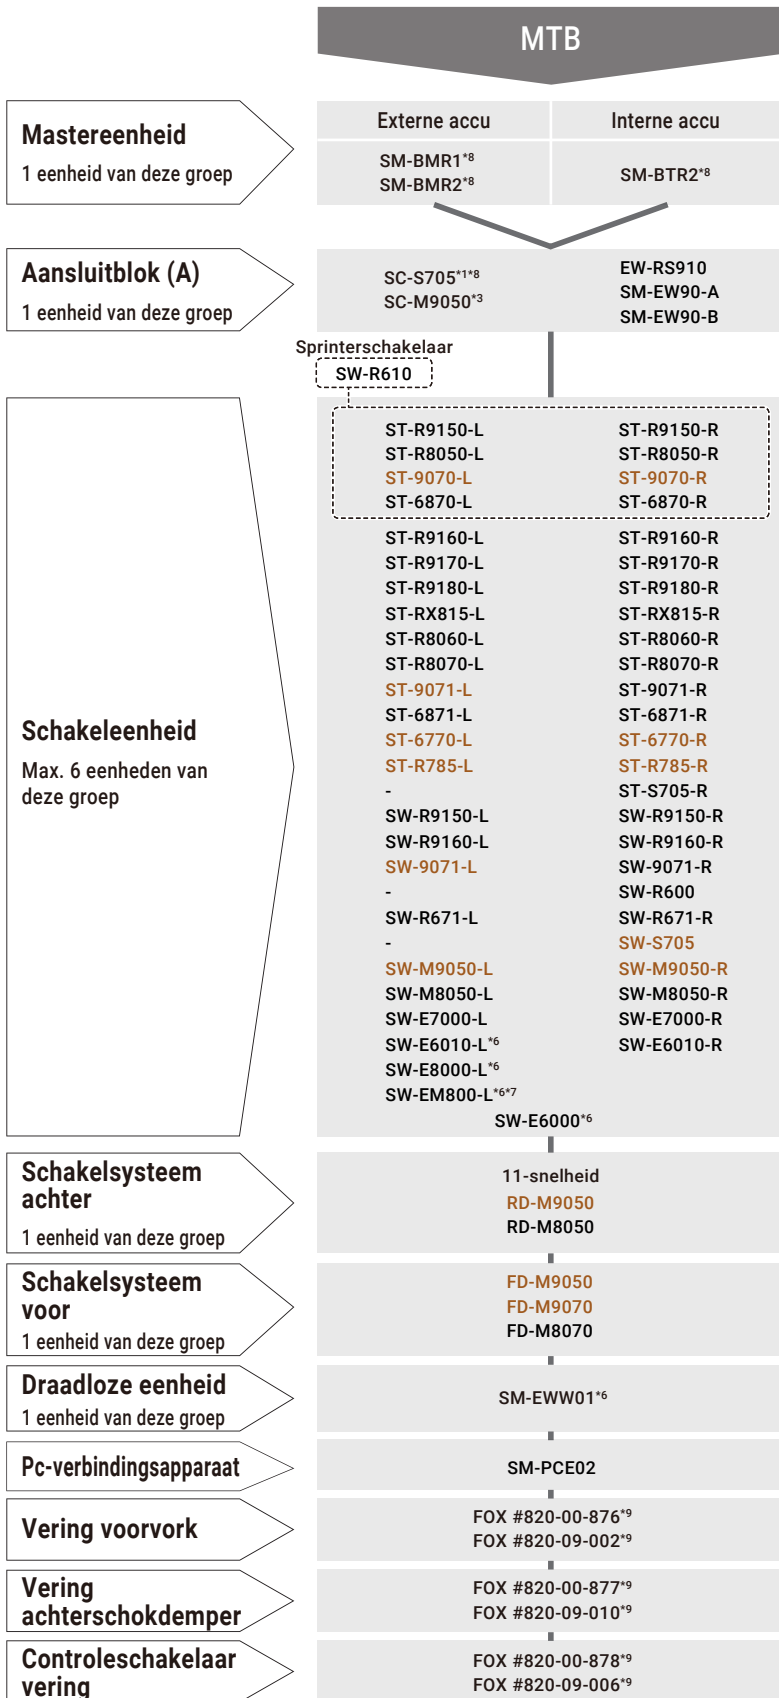 MTB
Mastereenheid
1 eenheid van deze groep
Externe accu Interne accu
SM-BMR1*8
SM-BMR2*8
SM-BTR2*8
Aansluitblok (A)
1 eenheid van deze groep
SC-S705*1*8
SC-M9050*3
EW-RS910
SM-EW90-A
SM-EW90-B
Sprinterschakelaar
SW-R610
Schakeleenheid
Max. 6 eenheden van
deze groep
ST-R9150-L ST-R9150-R
ST-R8050-L ST-R8050-R
ST-9070-L ST-9070-R
ST-6870-L ST-6870-R
ST-R9160-L ST-R9160-R
ST-R9170-L ST-R9170-R
ST-R9180-L ST-R9180-R
ST-RX815-L ST-RX815-R
ST-R8060-L ST-R8060-R
ST-R8070-L ST-R8070-R
ST-9071-L ST-9071-R
ST-6871-L ST-6871-R
ST-6770-L ST-6770-R
ST-R785-L ST-R785-R
- ST-S705-R
SW-R9150-L SW-R9150-R
SW-R9160-L SW-R9160-R
SW-9071-L SW-9071-R
- SW-R600
SW-R671-L SW-R671-R
- SW-S705
SW-M9050-L SW-M9050-R
SW-M8050-L SW-M8050-R
SW-E7000-L SW-E7000-R
SW-E6010-L*6 SW-E6010-R
SW-E8000-L*6
SW-EM800-L*6*7
SW-E6000*6
Schakelsysteem
achter
1 eenheid van deze groep
11-snelheid
RD-M9050
RD-M8050
Schakelsysteem
voor
1 eenheid van deze groep
FD-M9050
FD-M9070
FD-M8070
Draadloze eenheid
1 eenheid van deze groep
SM-EWW01*6
Pc-verbindingsapparaat
SM-PCE02
Vering voorvork
FOX #820-00-876*9
FOX #820-09-002*9
Vering
achterschokdemper
FOX #820-00-877*9
FOX #820-09-010*9
Controleschakelaar
vering
FOX #820-00-878*9
FOX #820-09-006*9